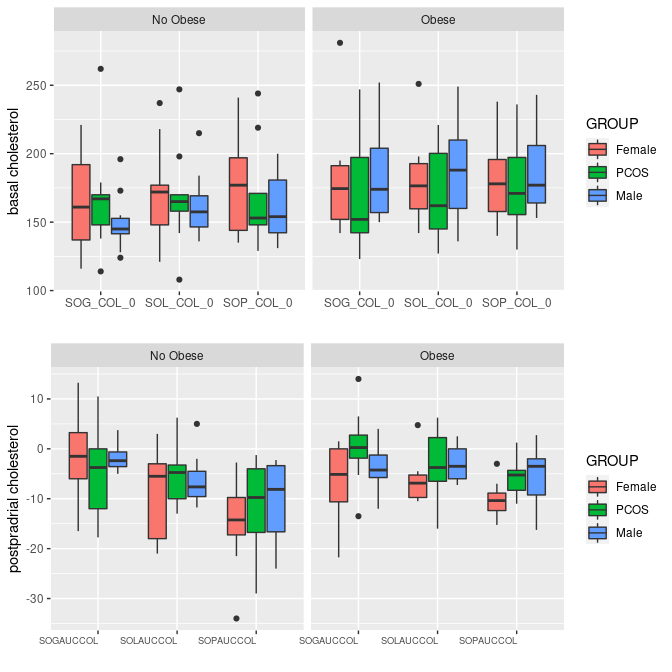 No Obese
Obese
250
200
150
100
basal cholesterol
SOG_COL_0
SOL_COL_0
SOP_COL_0
SOG_COL_0
SOL_COL_0
SOP_COL_0
GROUP
Female
PCOS
Male
No Obese
Obese
10
0
-10
-20
-30
postpradrial cholesterol
SOGAUCCOL
SOLAUCCOL
SOPAUCCOL
SOGAUCCOL
SOLAUCCOL
SOPAUCCOL
GROUP
Female
PCOS
Male